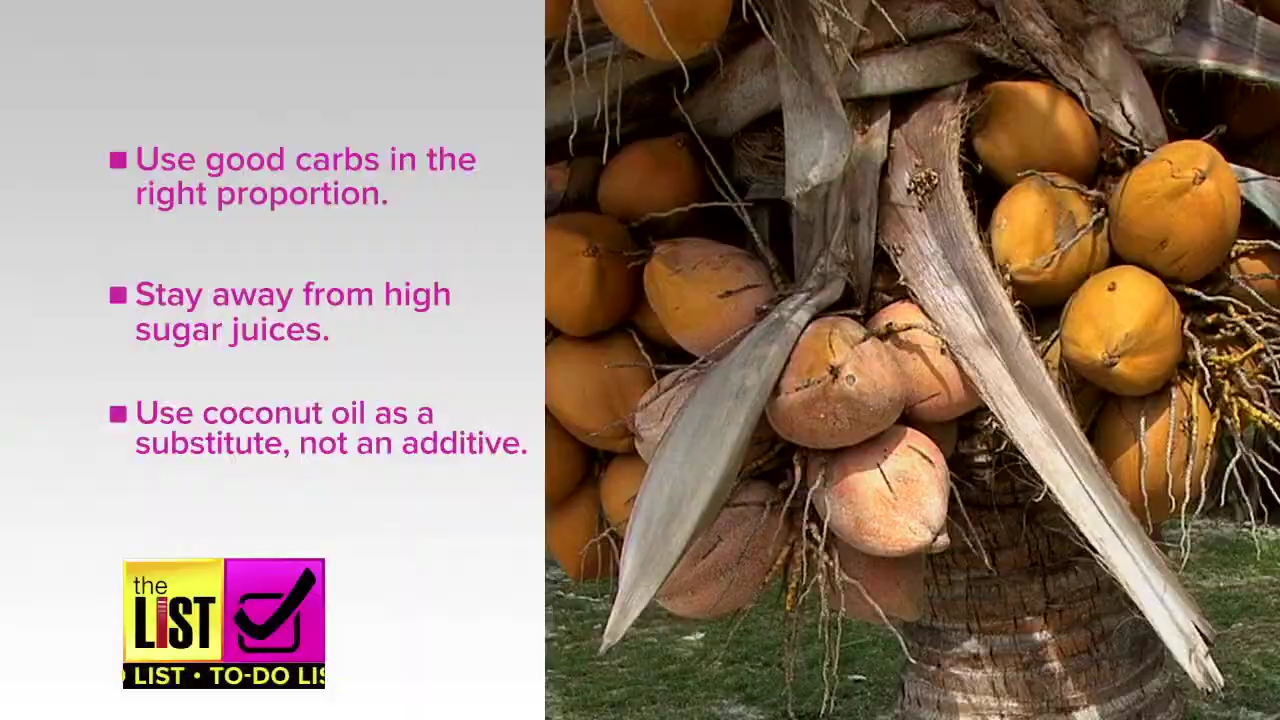 Use good carbs in the
right proportion.
Stay away from high
sugar juices.
Use coconut oil as a
substitute, not an additive.
the
LIST
LIST • TO-DO LIS